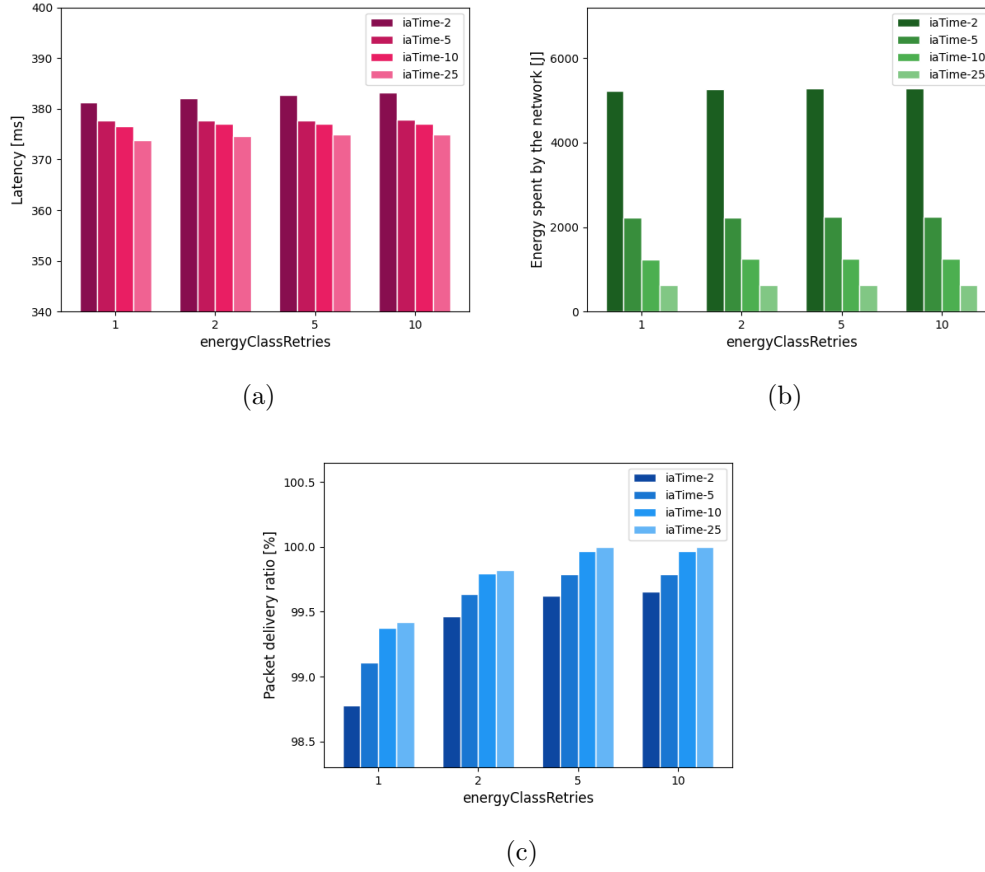 400
390
380
370
360
350
340
Latency [ms]
iaTime-2
iaTime-5
iaTime-10
iaTime-25
1 2 5 10
energyClassRetries
(a)
6000
4000
2000
0
Energy spent by the network [J]
iaTime-2
iaTime-5
iaTime-10
iaTime-25
1 2 5 10
energyClassRetries
(b)
100.5
100.0
99.5
99.0
98.5
Packet delivery ratio [%]
iaTime-2
iaTime-5
iaTime-10
iaTime-25
1 2 5 10
energyClassRetries
(c)